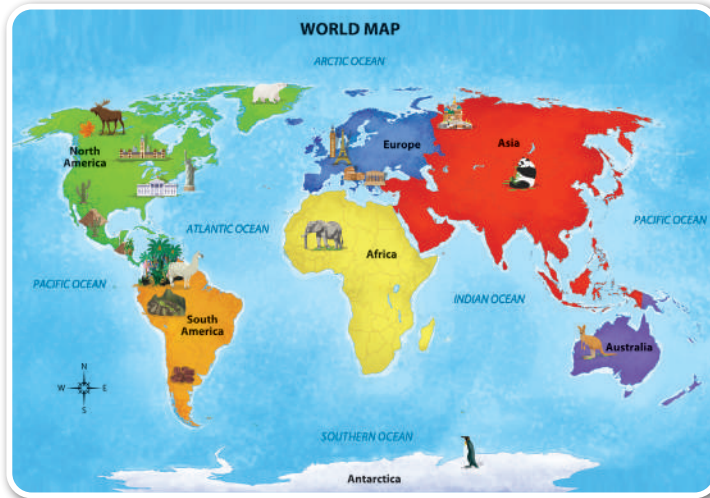 WORLD MAP
ARCTIC OCEAN
North
America
Europe
Asia
ATLANTIC OCEAN
PACIFIC OCEAN
Africa
PACIFIC OCEAN
INDIAN OCEAN
South
America
Australia
N
W E
S
SOUTHERN OCEAN
Antarctica